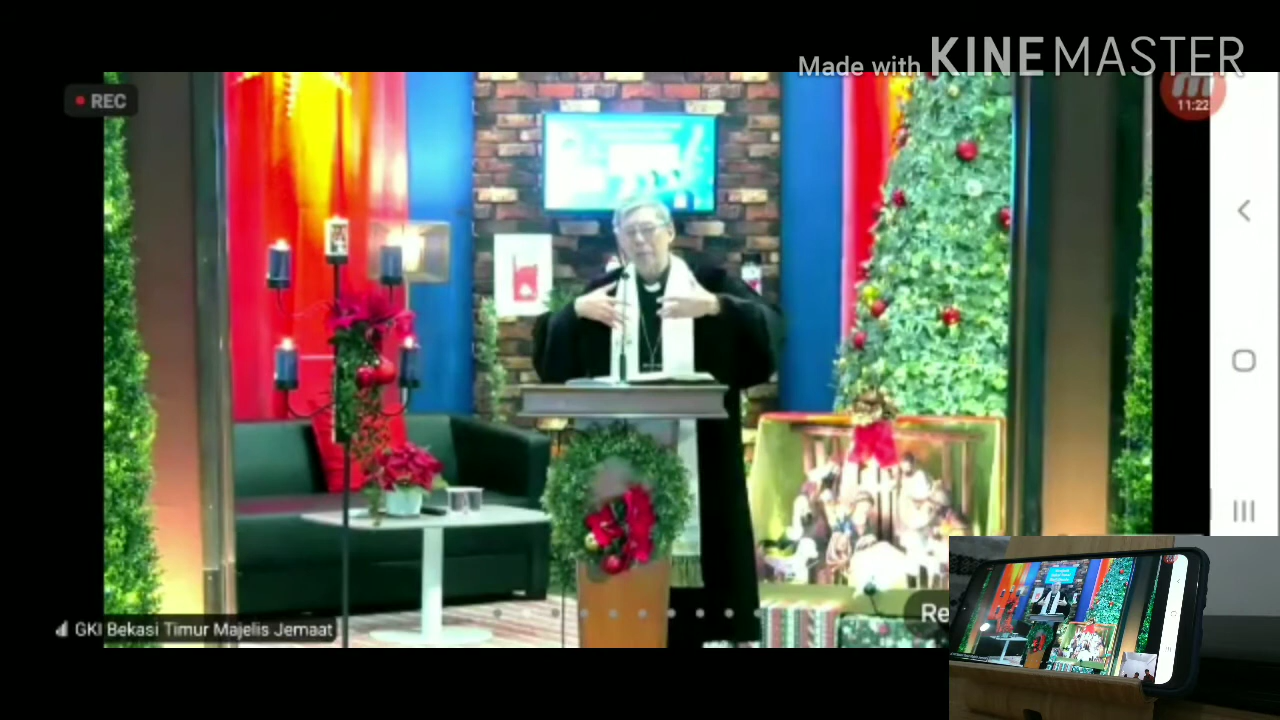 Made with KINEMASTER
REC
11:22
GKI Bekasi Timur Majelis Jemaat
Re